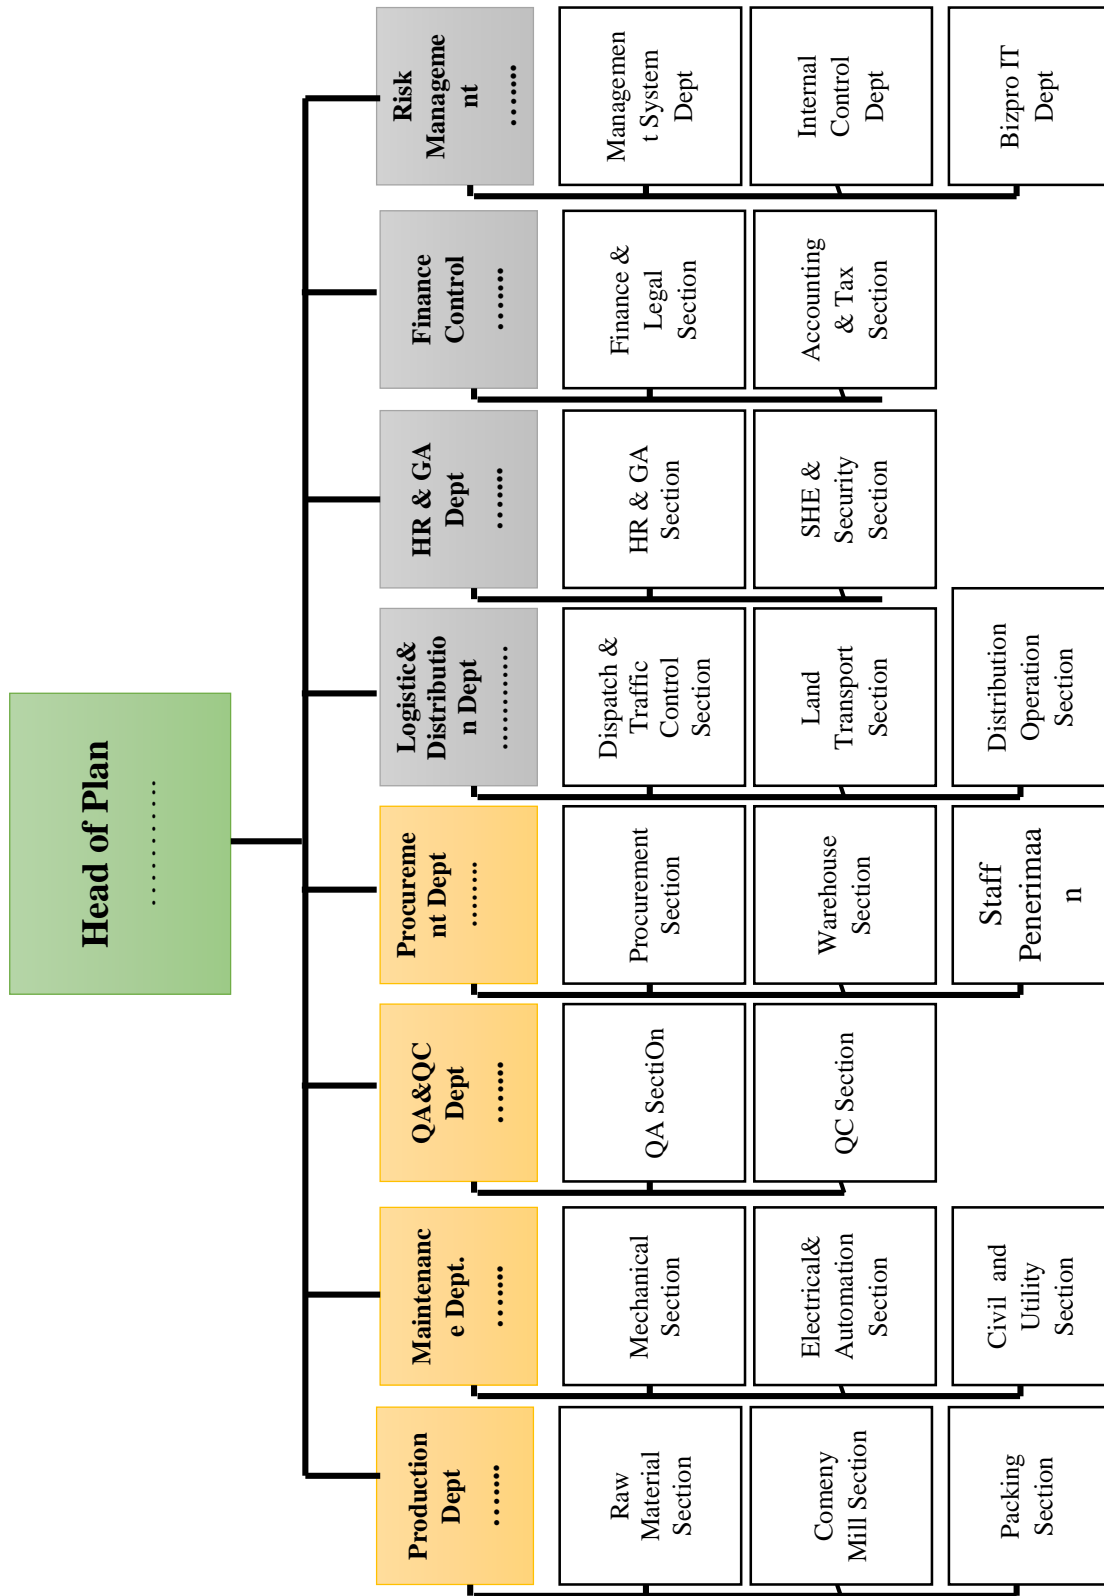 Head of Plan
...........
Production
Dept
.......
Raw
Material
Section
Comeny
Mill Section
Packing
Section
Maintenanc
e Dept.
.......
Mechanical
Section
Electrical&
Automation
Section
Civil and
Utility
Section
QA&QC
Dept
.......
QA SectiOn
QC Section
Procureme
nt Dept
........
Procurement
Section
Warehouse
Section
Staff
Penerimaa
n
Logistic&
Distributio
n Dept
............
Dispatch &
Traffic
Control
Section
Land
Transport
Section
Distribution
Operation
Section
HR & GA
Dept
.......
HR & GA
Section
SHE &
Security
Section
Finance
Control
.......
Finance &
Legal
Section
Accounting
& Tax
Section
Risk
Manageme
nt
.......
Managemen
t System
Dept
Internal
Control
Dept
Bizpro IT
Dept